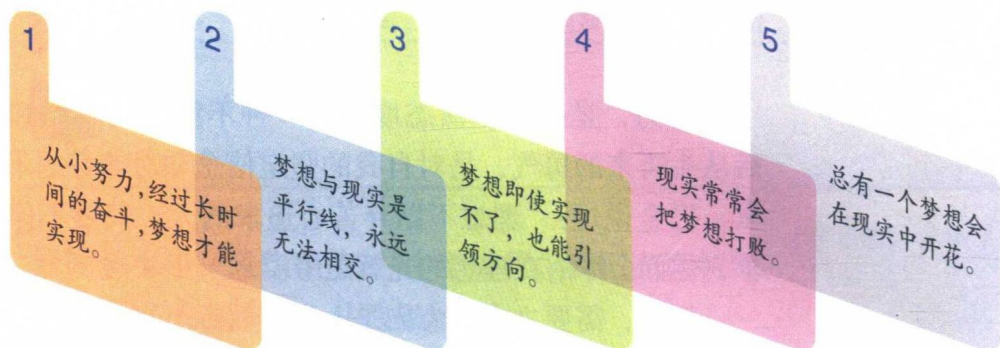 1
从小努力,经过长时
间的奋斗,梦想才能
实现。
2
梦想与现实是
平行线,永远
无法相交。
3
梦想即使实现
不了,也能引
领方向。
4
现实常常会
把梦想打败。
5
总有一个梦想会
在现实中开花。